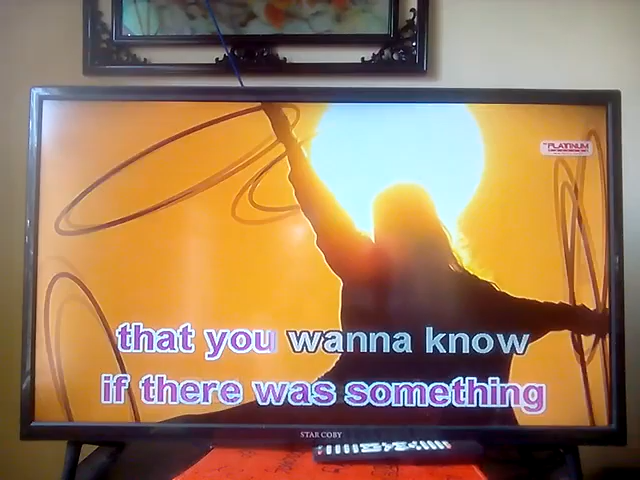 PLATINUM
that you wanna know
if there was something
STAR COBY